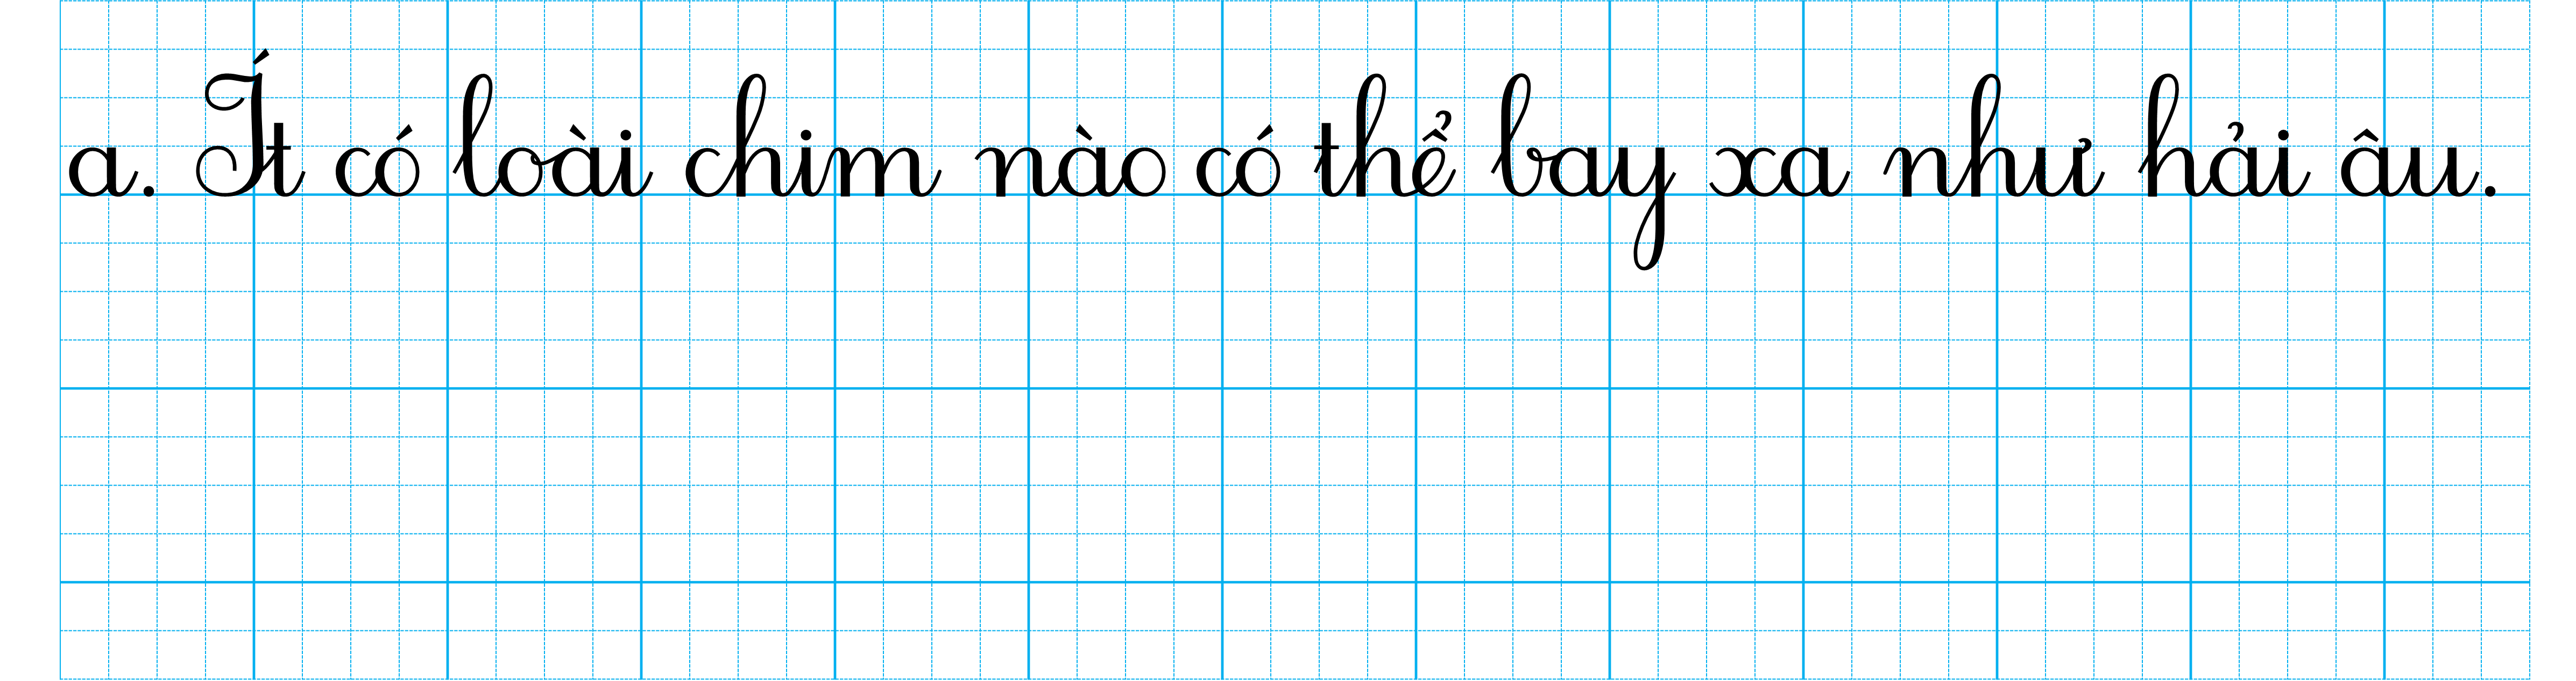 a. Ít có loài chim nào có thể bay xa như hải âu.